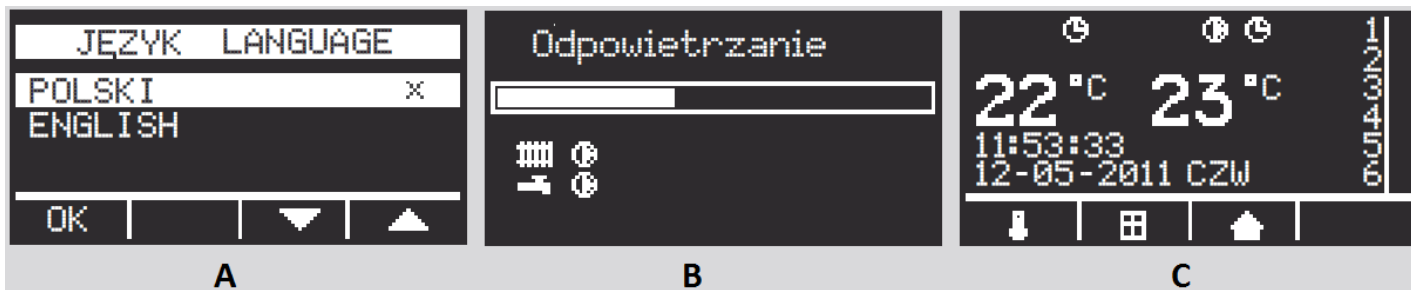 JĘZYK LANGUAGE
POLSKI x
ENGLISH
OK
A
Odpowietrzanie
B
22°C 23°C
11:53:33
12-05-2011 CZW
1
2
3
4
5
6
C